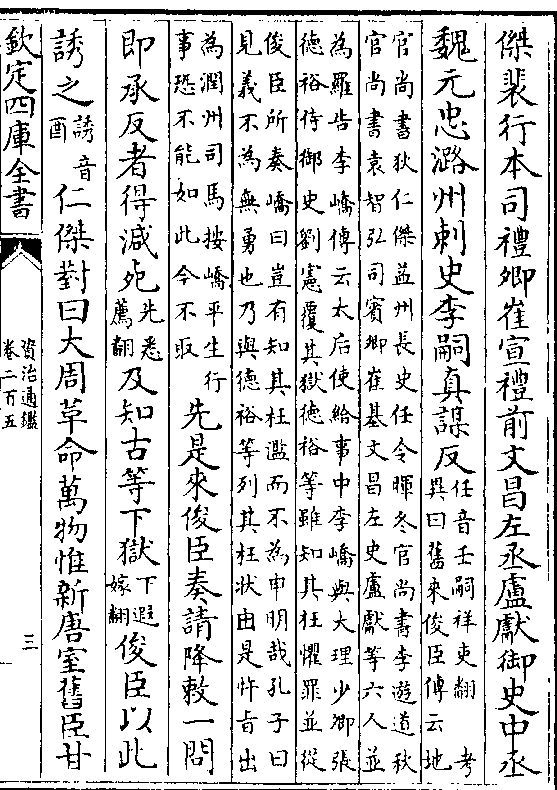 傑裴行本司禮卿崔宣禮前文昌左丞盧獻御史中丞
魏元忠潞州刺史李嗣真謀反
任音壬嗣祥吏翻　考
異曰舊來俊臣傳云地
官尚書狄仁傑益州長史任令暉冬官尚書李遊道秋
官尚書袁智弘司賓卿崔基文昌左史盧獻等六人並
為羅告李嶠傳云太后使給事中李嶠與大理少卿張
德裕侍御史劉憲覆其獄德裕等雖知其枉懼罪並從
俊臣所奏嶠曰豈有知其枉濫而不為申明哉孔子曰
見義不為無勇也乃與德裕等列其枉狀由是忤旨出
為潤州司馬按嶠平生行
事恐不能如此今不取
先是來俊臣奏請降敕一問
即承反者得減死
先悉
薦翻
及知古等下獄
下遐
嫁翻
俊臣以此
誘之
誘音
酉
仁傑對曰大周革命萬物惟新唐室舊臣甘
欽定四庫全書
資治通鑑
卷二百五
三